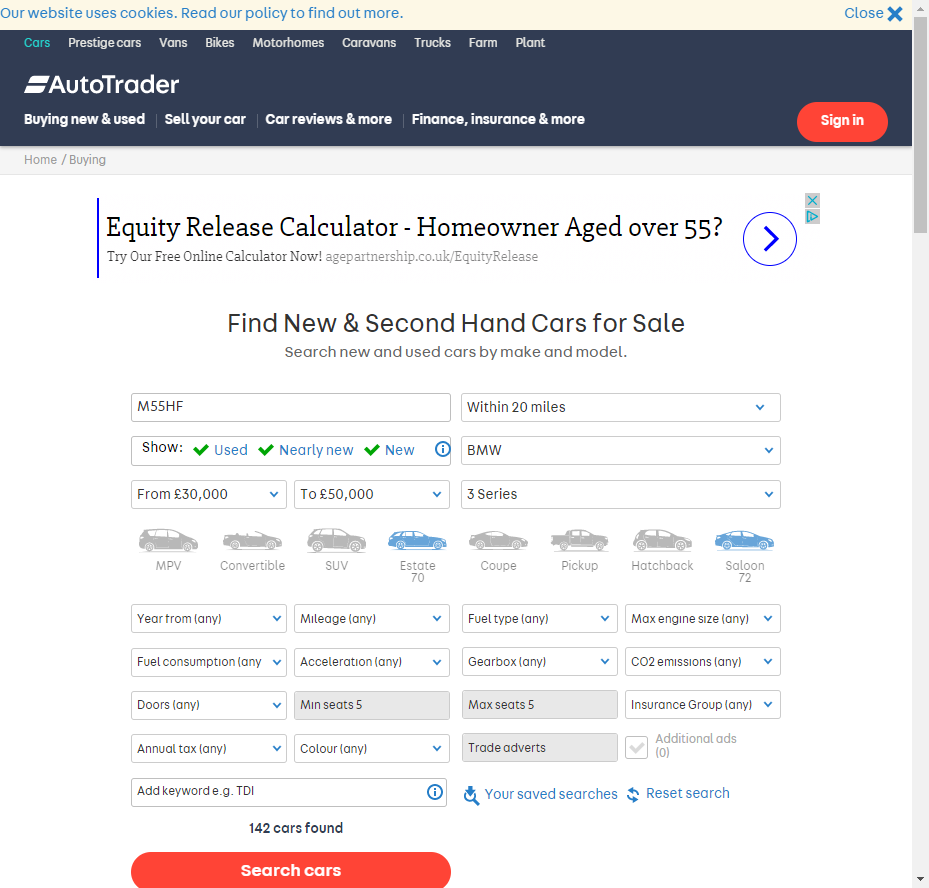 Our website uses cookies. Read our policy to find out more. Close
Cars Prestige cars Vans Bikes Motorhomes Caravans Trucks Farm Plant
AutoTrader
Buying new & used Sell your car Car reviews & more Finance, insurance & more Sign in
Home / Buying
Equity Release Calculator - Homeowner Aged over 55?
Try Our Free Online Calculator Now! agepartnership.co.uk/EquityRelease
Find New & Second Hand Cars for Sale
Search new and used cars by make and model.
M55HF Within 20 miles
Show: Used Nearly new New BMW
From £30,000 To £50,000 3 Series
MPV Convertible SUV Estate Coupe Pickup Hatchback Saloon
70 72
Year from (any) Mileage (any) Fuel type (any) Max engine size (any)
Fuel consumption (any Acceleration (any) Gearbox (any) CO2 emissions (any)
Doors (any) Min seats 5 Max seats 5 Insurance Group (any)
Annual tax (any) Colour (any) Trade adverts Additional ads
(0)
Add keyword e.g. TDI Your saved searches Reset search
142 cars found
Search cars